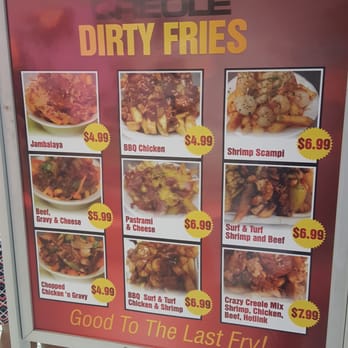 CREOLE
DIRTY FRIES
Jambalaya
$4.99
BBQ Chicken
$4.99
Shrimp Scampi
$6.99
Beef,
Gravy & Cheese
$5.99
Pastrami
& Cheese
$6.99
Surf & Turf
Shrimp and Beef
$6.99
Chopped
Chicken 'n Gravy
$4.99
BBQ Surf & Turf
Chicken & Shrimp
$6.99
Crazy Creole Mix
Shrimp, Chicken,
Beef, Hotlink
$7.99
Good To The Last Fry!